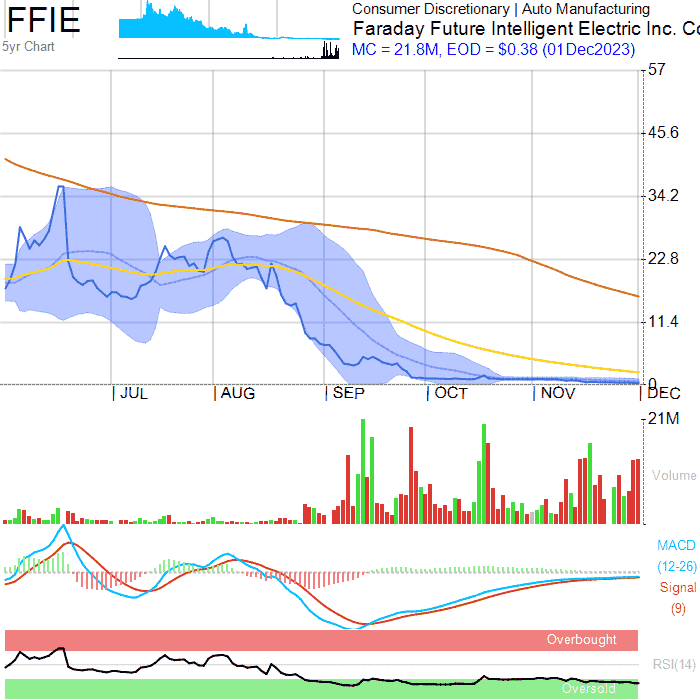 FFIE
5yr Chart
Consumer Discretionary | Auto Manufacturing
Faraday Future Intelligent Electric Inc. Co
MC = 21.8M, EOD = $0.38 (01Dec2023)
57
45.6
34.2
22.8
11.4
0
JUL AUG SEP OCT NOV DEC
21M
Volume
MACD
(12-26)
Signal
(9)
Overbought
RSI(14)
Oversold